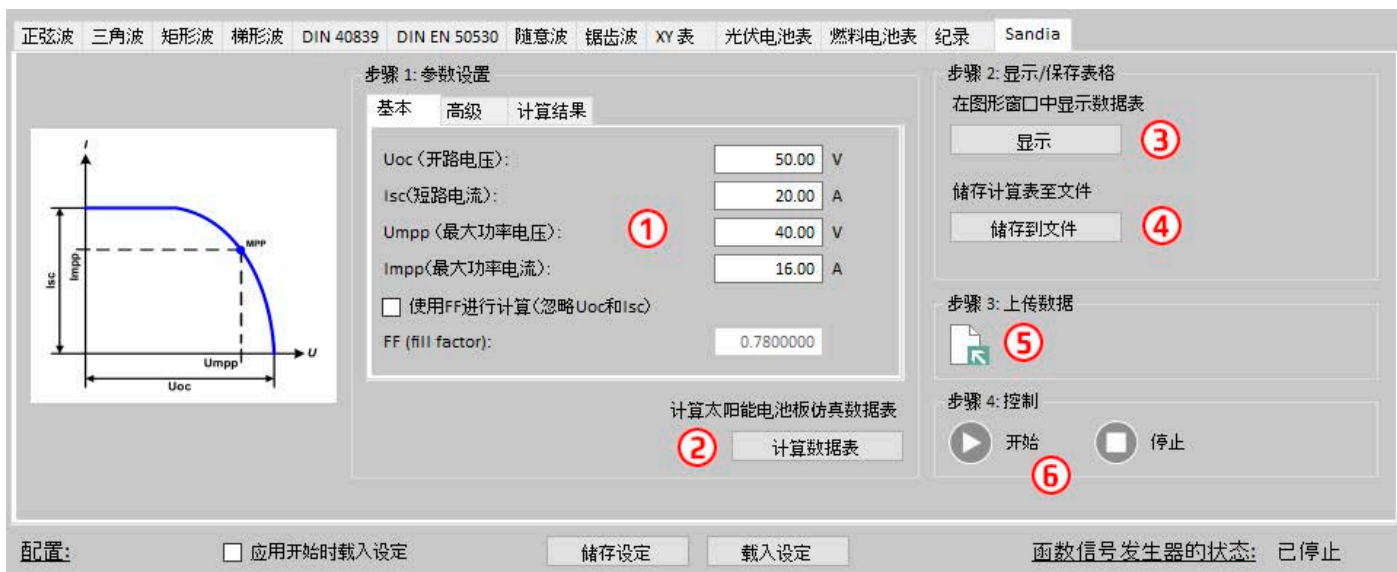 正弦波 三角波 矩形波 梯形波 DIN 40839 DIN EN 50530 随意波 锯齿波 XY 表 光伏电池表 燃料电池表 纪录 Sandia
I
MPP
Isc
Impp
Umpp
U
Uoc
步骤 1: 参数设置
基本 高级 计算结果
Uoc (开路电压): 50.00 V
Isc(短路电流): 20.00 A
Umpp (最大功率电压): 40.00 V
Impp(最大功率电流): 16.00 A
①
使用FF进行计算(忽略Uoc和Isc)
FF (fill factor): 0.7800000
计算太阳能电池板仿真数据表
② 计算数据表
步骤 2: 显示/保存表格
在图形窗口中显示数据表
显示 ③
储存计算表至文件
储存到文件 ④
步骤 3: 上传数据
⑤
步骤 4: 控制
开始 停止
⑥
配置: 应用开始时载入设定 储存设定 载入设定 函数信号发生器的状态: 已停止